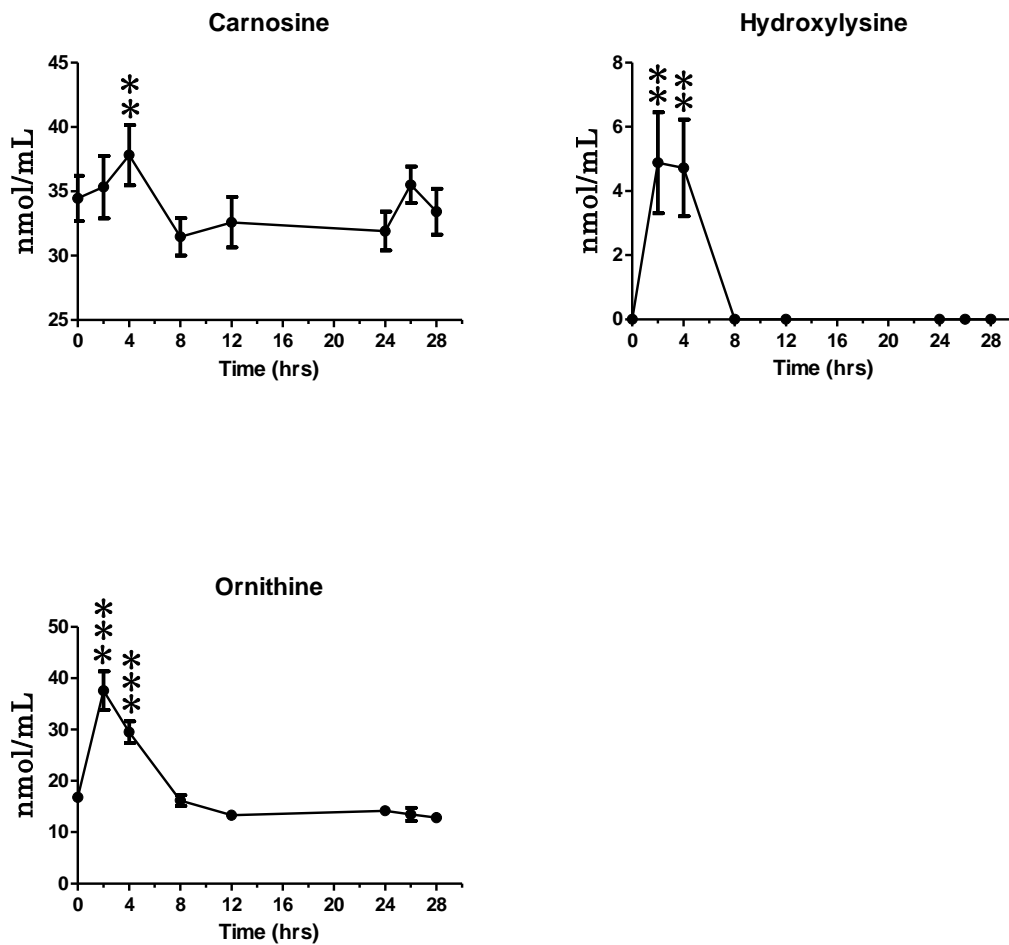 Carnosine
45
40
35
30
25
nmol/mL
**
0 4 8 12 16 20 24 28
Time (hrs)
Hydroxylysine
8
6
4
2
0
nmol/mL
** **
0 4 8 12 16 20 24 28
Time (hrs)
Ornithine
50
40
30
20
10
0
nmol/mL
*** ***
0 4 8 12 16 20 24 28
Time (hrs)